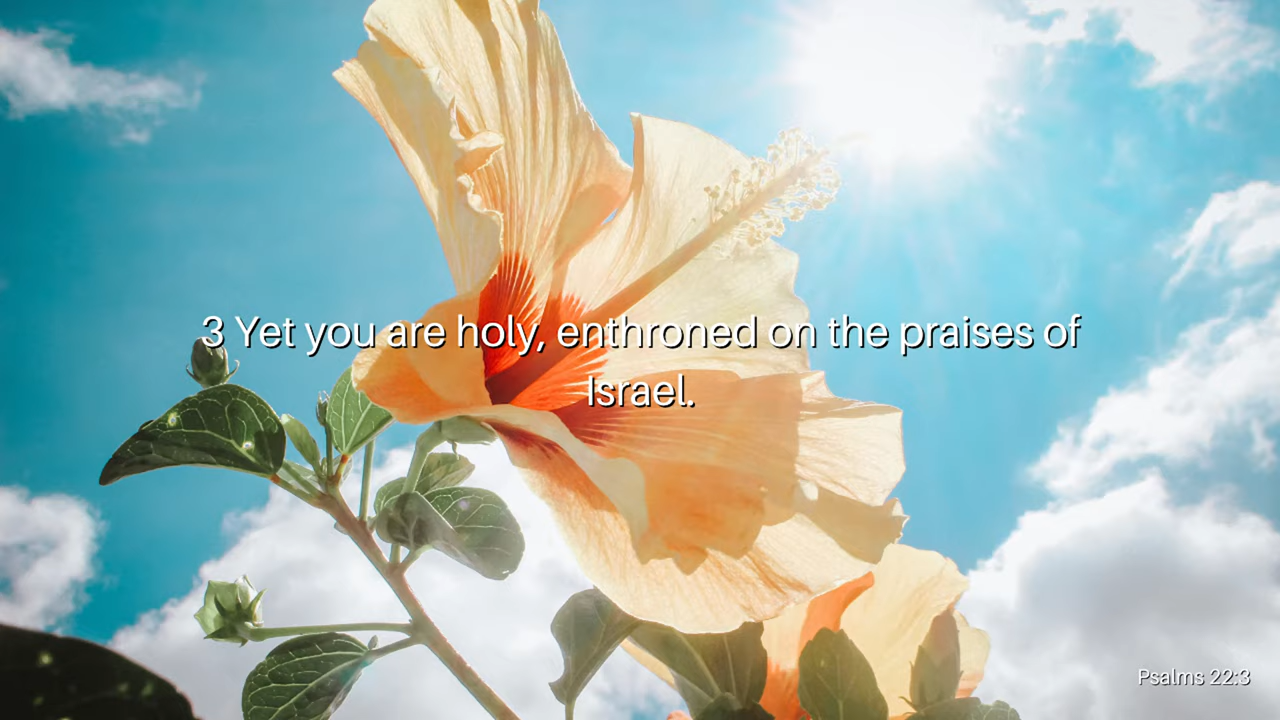 3 Yet you are holy, enthroned on the praises of
Israel.
Psalms 22:3